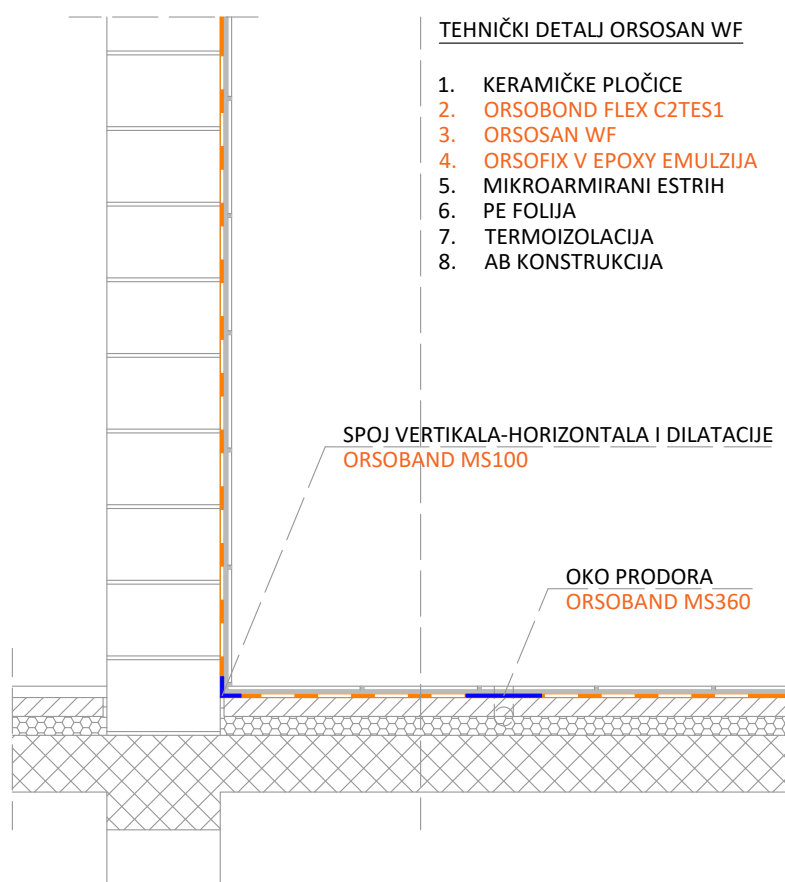 TEHNIČKI DETALJ ORSOSAN WF
1. KERAMIČKE PLOČICE
2. ORSOBOND FLEX C2TES1
3. ORSOSAN WF
4. ORSOFIX V EPOXY EMULZIJA
5. MIKROARMIRANI ESTRIH
6. PE FOLIJA
7. TERMOIZOLACIJA
8. AB KONSTRUKCIJA
SPOJ VERTIKALA-HORIZONTALA I DILATACIJE
ORSOBAND MS100
OKO PRODORA
ORSOBAND MS360